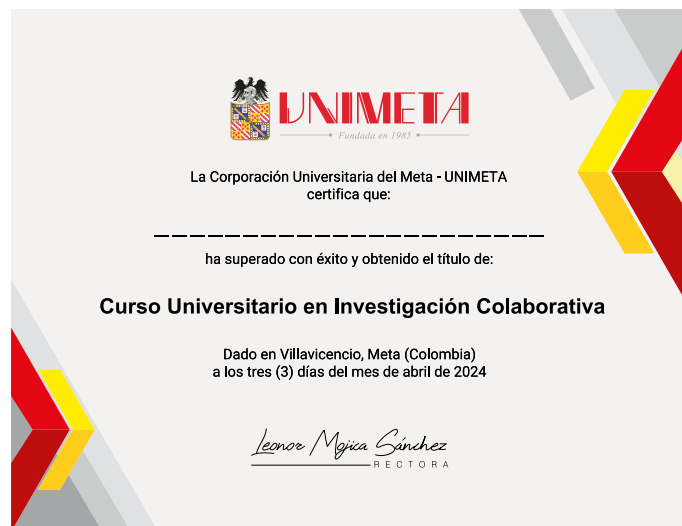 UNIMETA
Fundada en 1985
La Corporación Universitaria del Meta - UNIMETA
certifica que:
ha superado con éxito y obtenido el título de:
Curso Universitario en Investigación Colaborativa
Dado en Villavicencio, Meta (Colombia)
a los tres (3) días del mes de abril de 2024
Leonor Mojica Sánchez
RECTORA